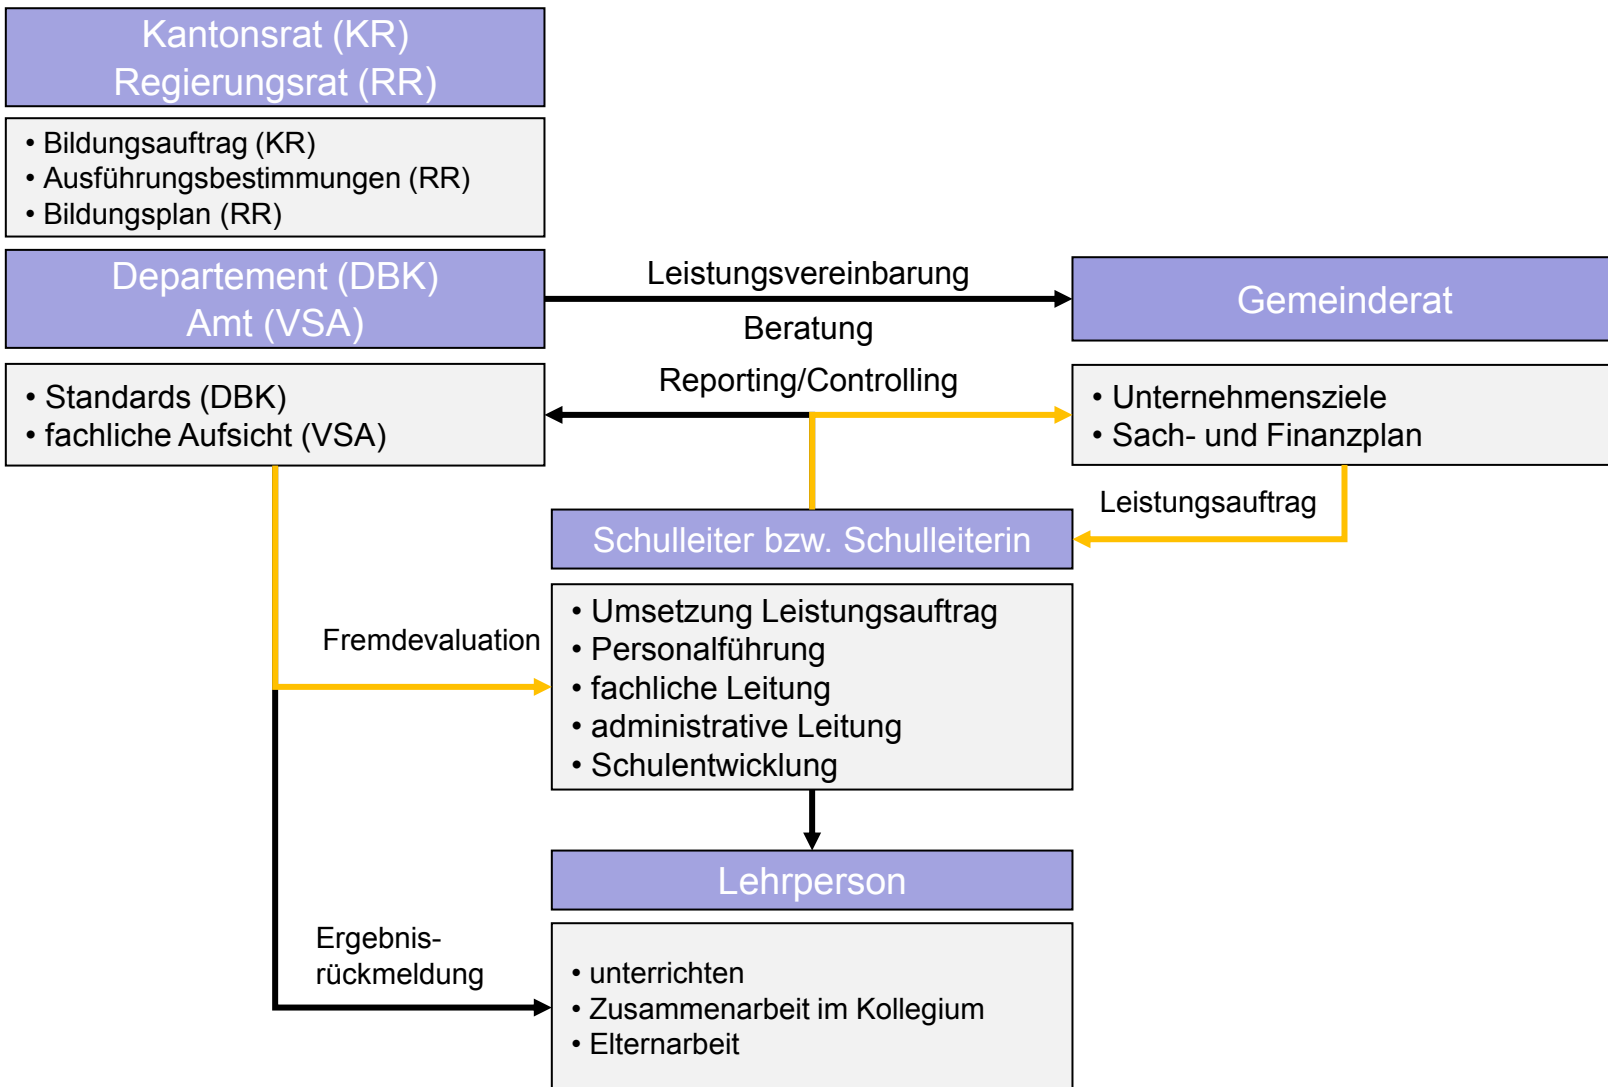 Kantonsrat (KR)
Regierungsrat (RR)
• Bildungsauftrag (KR)
• Ausführungsbestimmungen (RR)
• Bildungsplan (RR)
Departement (DBK)
Amt (VSA)
Leistungsvereinbarung
Beratung
Gemeinderat
• Standards (DBK)
• fachliche Aufsicht (VSA)
Reporting/Controlling
• Unternehmensziele
• Sach- und Finanzplan
Leistungsauftrag
Schulleiter bzw. Schulleiterin
Fremdevaluation
• Umsetzung Leistungsauftrag
• Personalführung
• fachliche Leitung
• administrative Leitung
• Schulentwicklung
Lehrperson
Ergebnis-
rückmeldung
• unterrichten
• Zusammenarbeit im Kollegium
• Elternarbeit